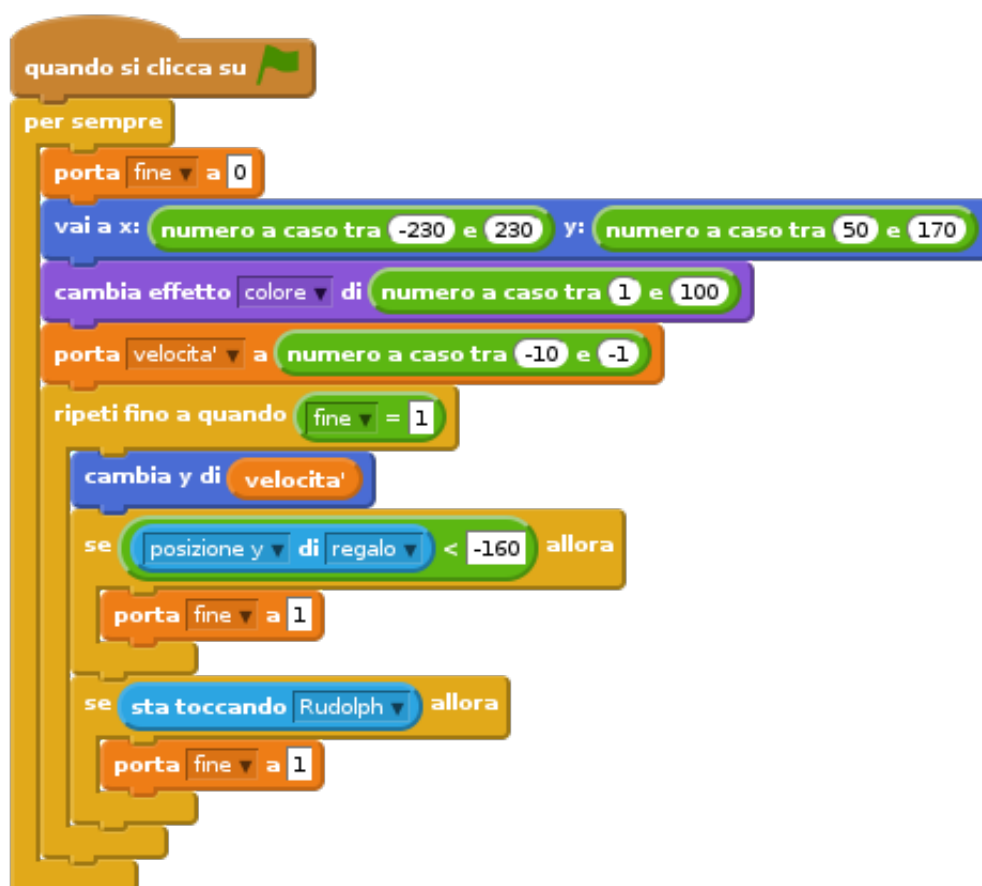 quando si clicca su
per sempre
porta fine ▾ a 0
vai a x: numero a caso tra -230 e 230 y: numero a caso tra 50 e 170
cambia effetto colore ▾ di numero a caso tra 1 e 100
porta velocita' ▾ a numero a caso tra -10 e -1
ripeti fino a quando fine ▾ = 1
cambia y di velocita'
se posizione y ▾ di regalo ▾ < -160 allora
porta fine ▾ a 1
se sta toccando Rudolph ▾ allora
porta fine ▾ a 1